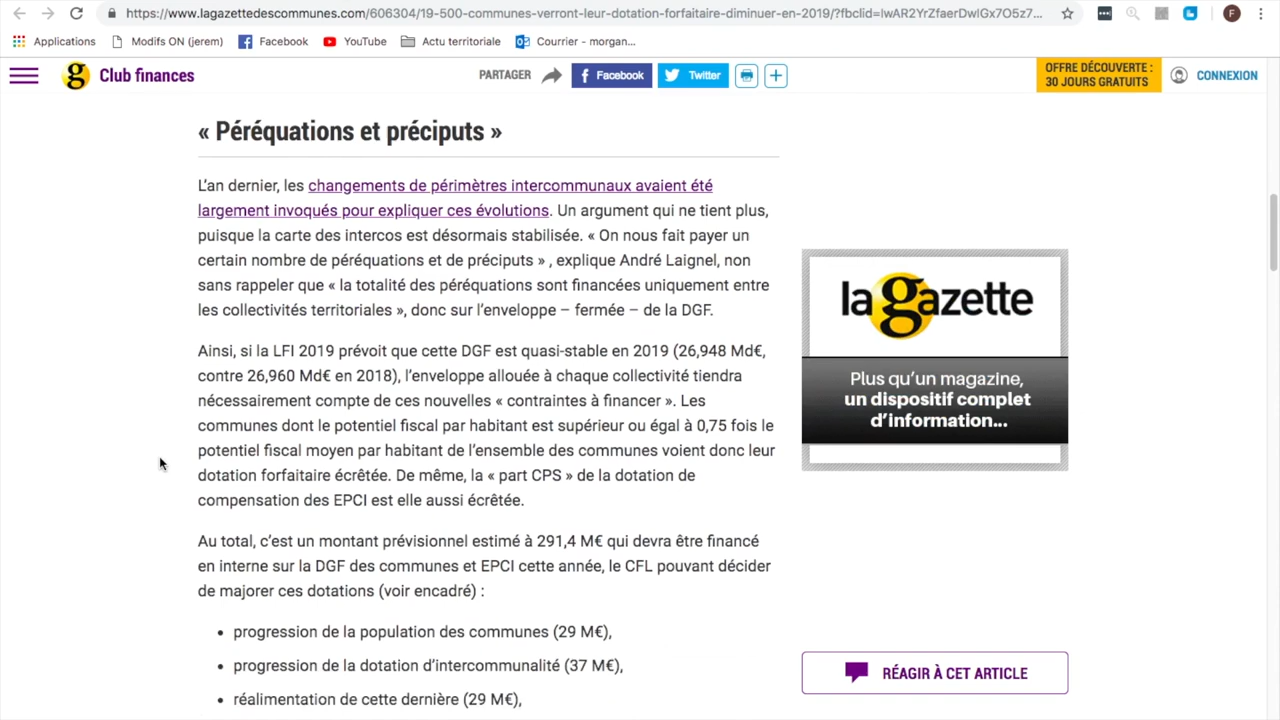 https://www.lagazettedescommunes.com/606304/19-500-communes-verront-leur-dotation-forfaitaire-diminuer-en-2019/?fbclid=IwAR2YrZfaerDwlGx7O5z7...
F
Applications
Modifs ON (jerem)
Facebook
YouTube
Actu territoriale
Courrier - morgan...
g
Club finances
PARTAGER
f Facebook
Twitter
OFFRE DÉCOUVERTE :
30 JOURS GRATUITS
CONNEXION
« Péréquations et préciputs »
L'an dernier, les changements de périmètres intercommunaux avaient été
largement invoqués pour expliquer ces évolutions. Un argument qui ne tient plus,
puisque la carte des intercos est désormais stabilisée. « On nous fait payer un
certain nombre de péréquations et de préciputs » , explique André Laignel, non
sans rappeler que « la totalité des péréquations sont financées uniquement entre
les collectivités territoriales », donc sur l'enveloppe – fermée – de la DGF.
Ainsi, si la LFI 2019 prévoit que cette DGF est quasi-stable en 2019 (26,948 Md€,
contre 26,960 Md€ en 2018), l'enveloppe allouée à chaque collectivité tiendra
nécessairement compte de ces nouvelles « contraintes à financer ». Les
communes dont le potentiel fiscal par habitant est supérieur ou égal à 0,75 fois le
potentiel fiscal moyen par habitant de l'ensemble des communes voient donc leur
dotation forfaitaire écrêtée. De même, la « part CPS » de la dotation de
compensation des EPCI est elle aussi écrêtée.
Au total, c'est un montant prévisionnel estimé à 291,4 M€ qui devra être financé
en interne sur la DGF des communes et EPCI cette année, le CFL pouvant décider
de majorer ces dotations (voir encadré) :
• progression de la population des communes (29 M€),
• progression de la dotation d'intercommunalité (37 M€),
• réalimentation de cette dernière (29 M€),
la gazette
Plus qu'un magazine,
un dispositif complet
d'information...
RÉAGIR À CET ARTICLE